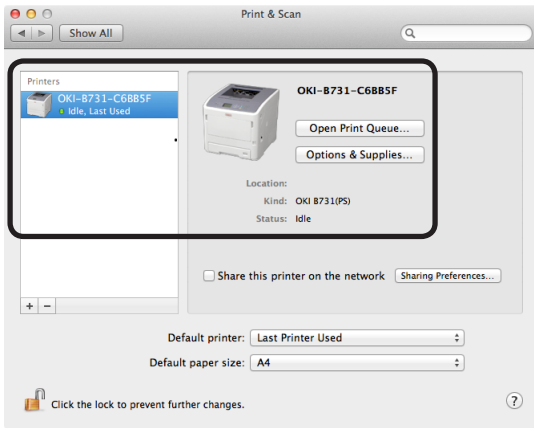 Print & Scan
Show All
Printers
OKI-B731-C6BB5F
Idle, Last Used
OKI-B731-C6BB5F
Open Print Queue...
Options & Supplies...
Location:
Kind: OKI B731(PS)
Status: Idle
Share this printer on the network Sharing Preferences...
+ −
Default printer: Last Printer Used
Default paper size: A4
Click the lock to prevent further changes. ?